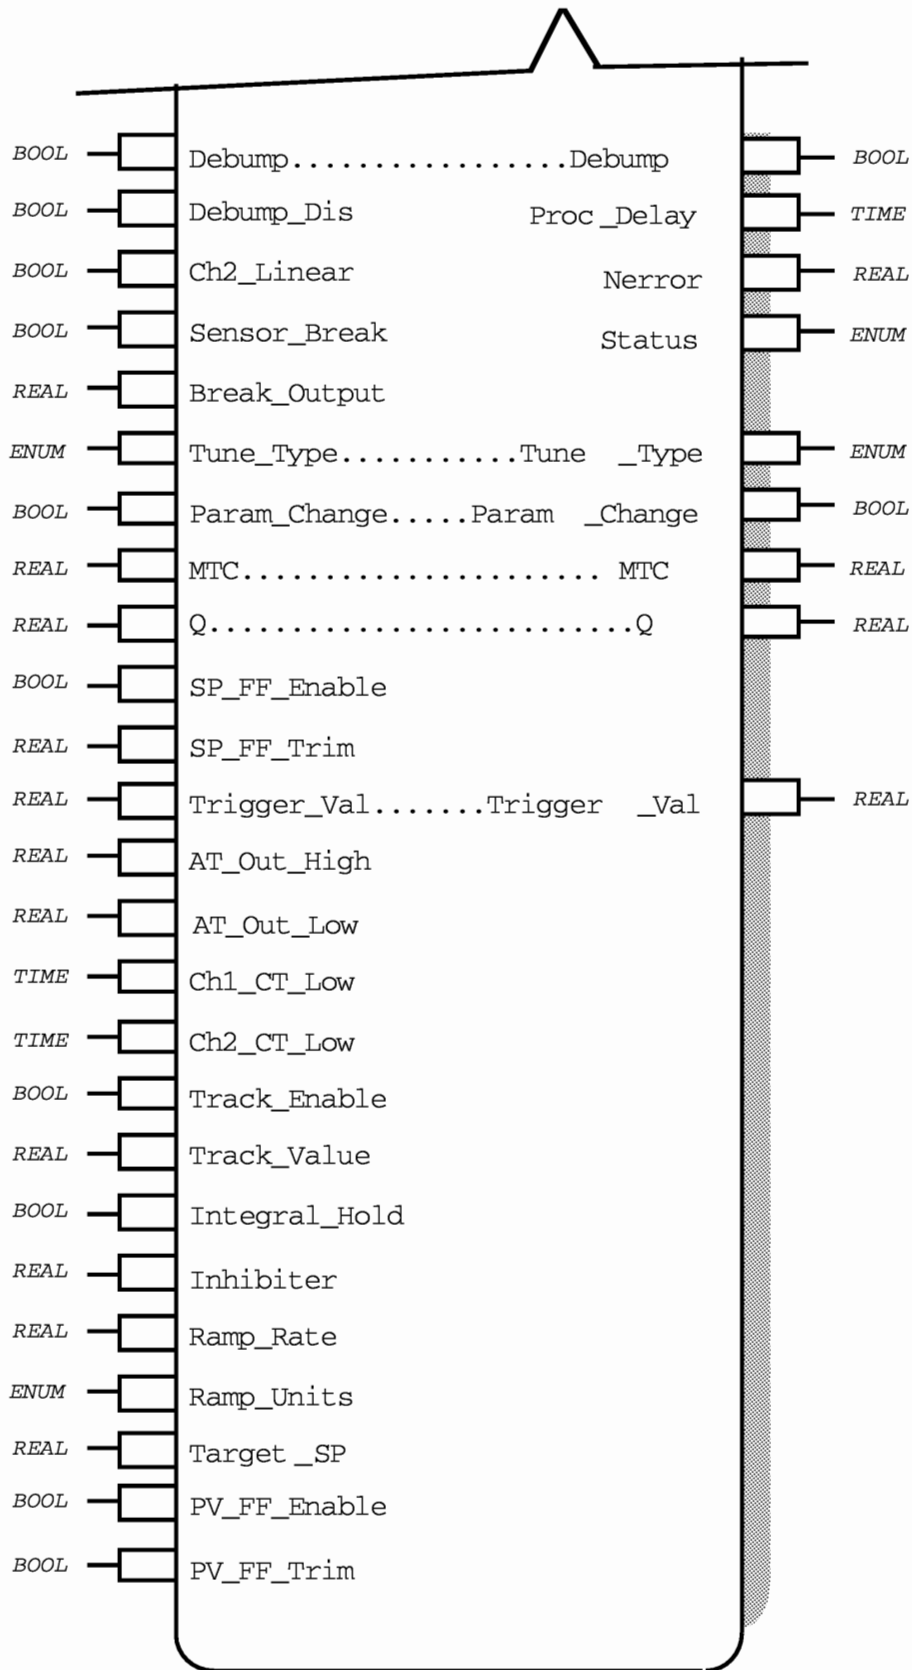 BOOL Debump.................Debump BOOL
BOOL Debump_Dis Proc_Delay TIME
BOOL Ch2_Linear Nerror REAL
BOOL Sensor_Break Status ENUM
REAL Break_Output
ENUM Tune_Type...........Tune _Type ENUM
BOOL Param_Change.....Param _Change BOOL
REAL MTC...................... MTC REAL
REAL Q..........................Q REAL
BOOL SP_FF_Enable
REAL SP_FF_Trim
REAL Trigger_Val.......Trigger _Val REAL
REAL AT_Out_High
REAL AT_Out_Low
TIME Ch1_CT_Low
TIME Ch2_CT_Low
BOOL Track_Enable
REAL Track_Value
BOOL Integral_Hold
REAL Inhibiter
REAL Ramp_Rate
ENUM Ramp_Units
REAL Target_SP
BOOL PV_FF_Enable
BOOL PV_FF_Trim